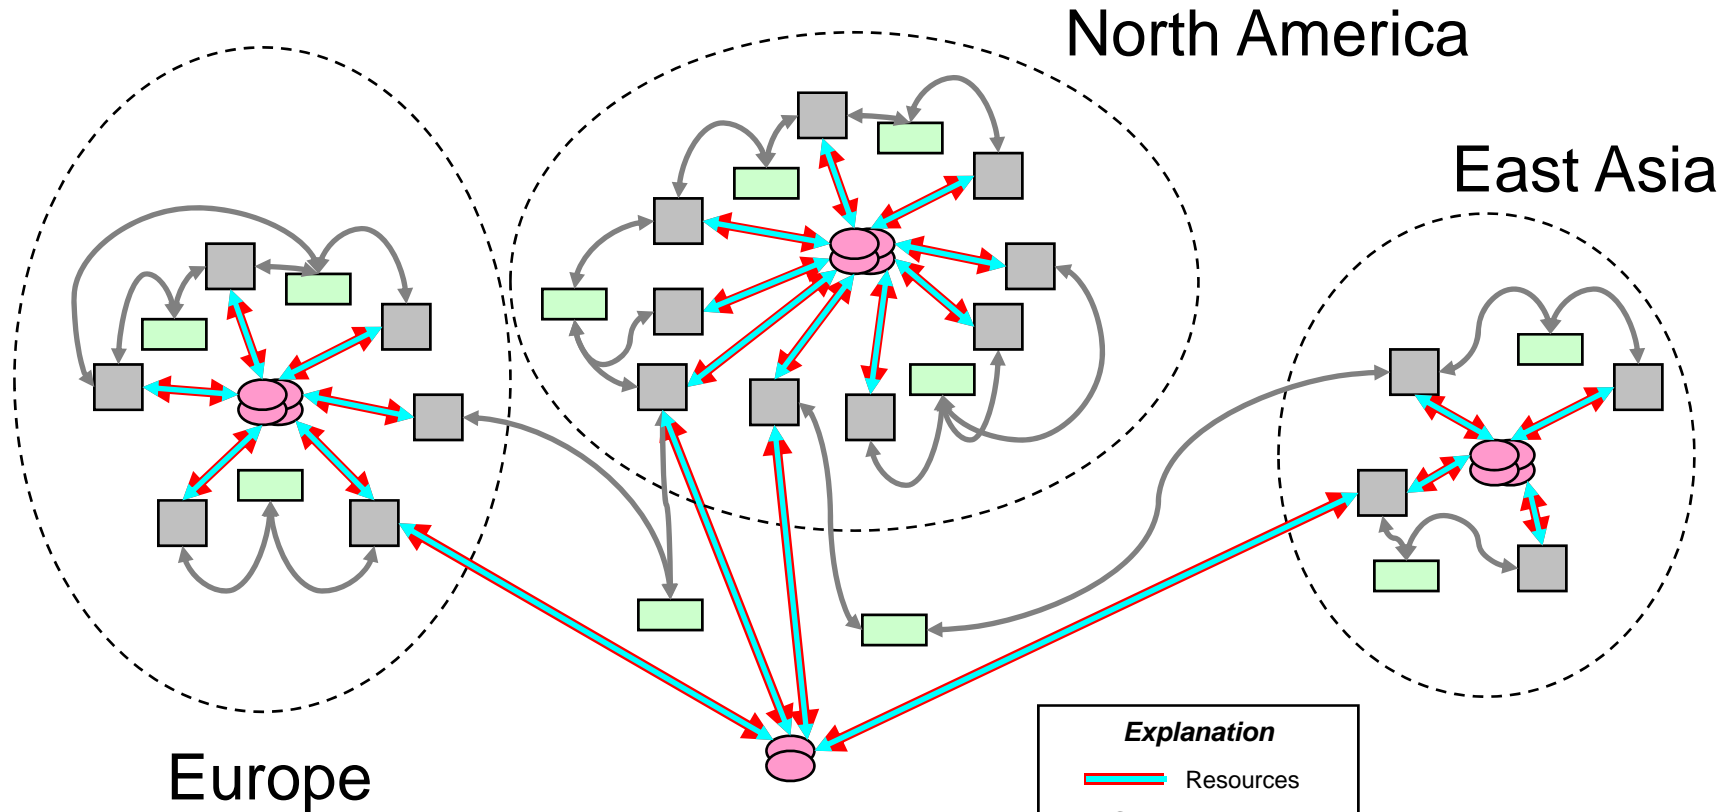 North America
East Asia
Europe
Explanation
Resources